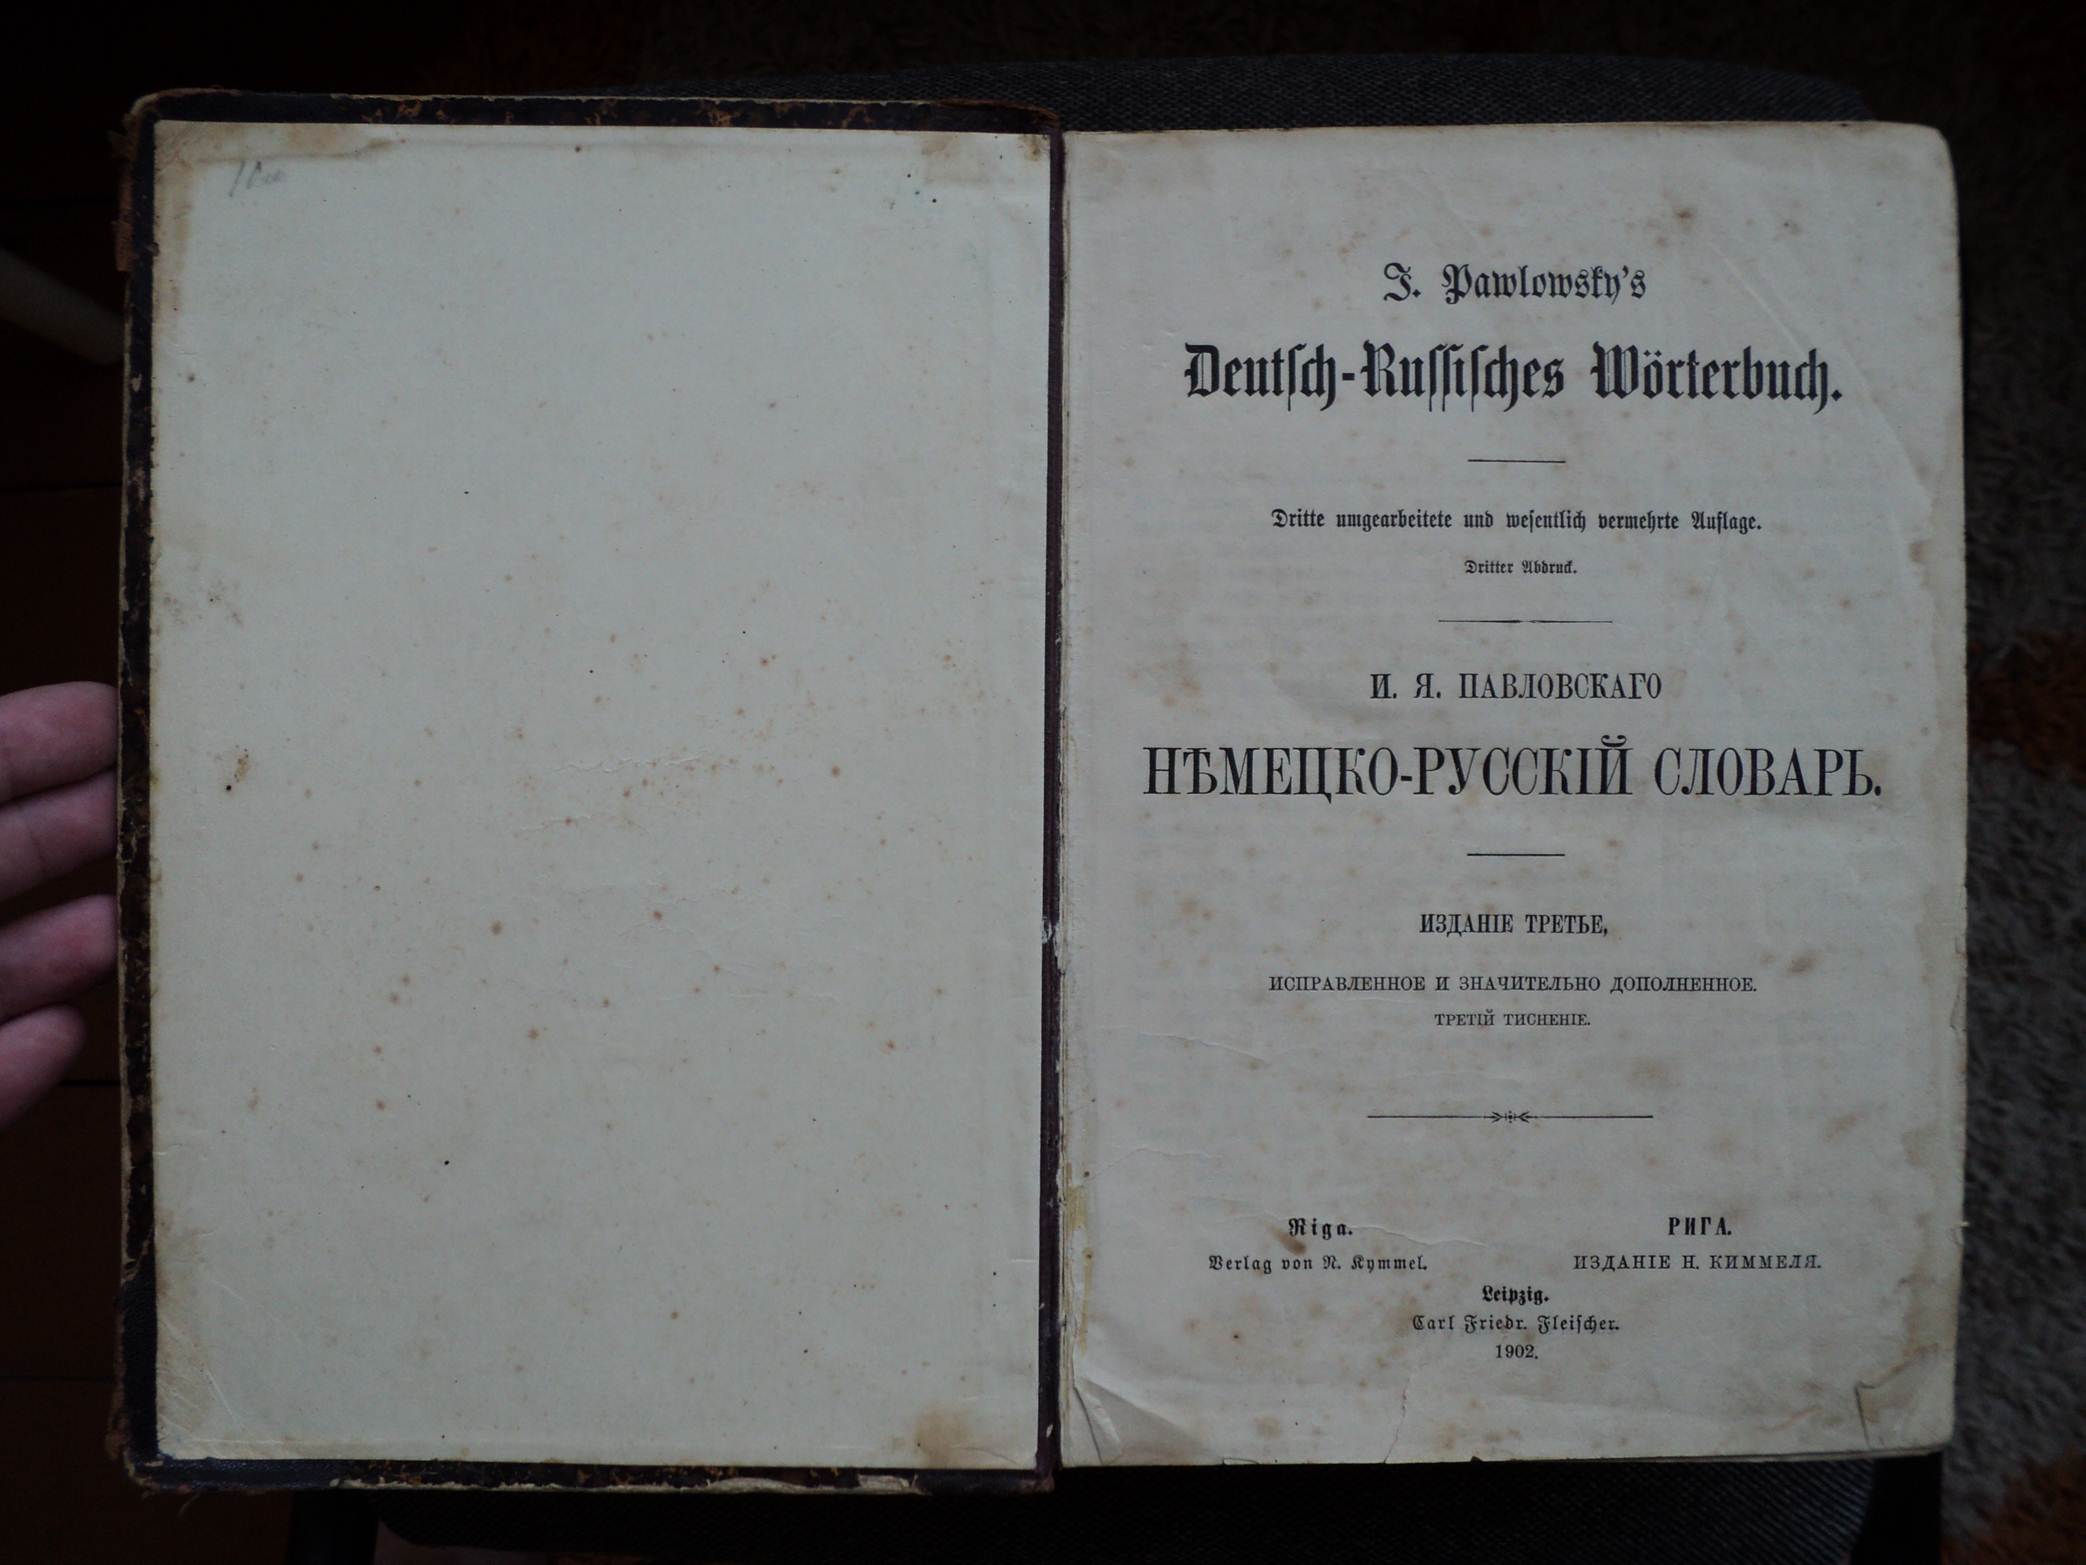 J. Pawlowsky's
Deutſch-Ruſſiſches Wörterbuch.
Dritte umgearbeitete und weſentlich vermehrte Auflage.
Dritter Abdruck.
И. Я. ПАВЛОВСКАГО
НѢМЕЦКО-РУССКІЙ СЛОВАРЬ.
ИЗДАНІЕ ТРЕТЬЕ,
ИСПРАВЛЕННОЕ И ЗНАЧИТЕЛЬНО ДОПОЛНЕННОЕ.
ТРЕТІЙ ТИСНЕНІЕ.
Riga.
Verlag von N. Kymmel.
РИГА.
ИЗДАНІЕ Н. КИММЕЛЯ.
Leipzig.
Carl Friedr. Fleiſcher.
1902.